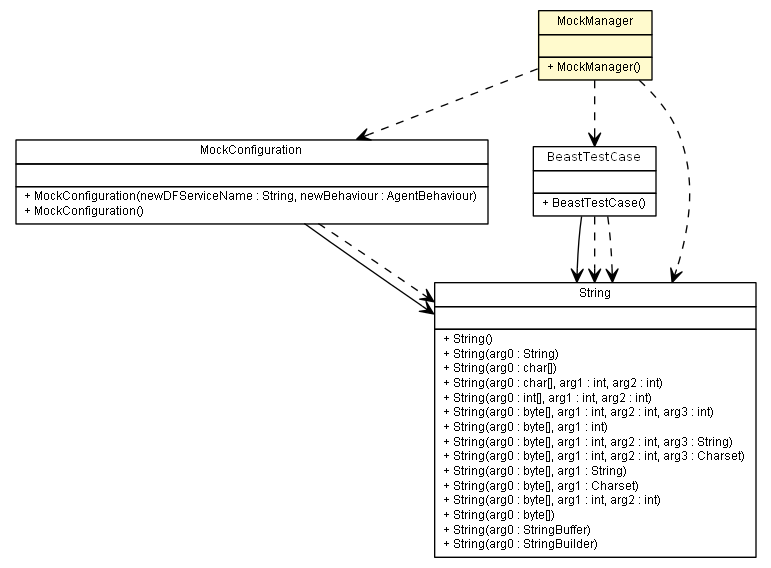 MockManager
+ MockManager()
MockConfiguration
+ MockConfiguration(newDFServiceName : String, newBehaviour : AgentBehaviour)
+ MockConfiguration()
BeastTestCase
+ BeastTestCase()
String
+ String()
+ String(arg0 : String)
+ String(arg0 : char[])
+ String(arg0 : char[], arg1 : int, arg2 : int)
+ String(arg0 : int[], arg1 : int, arg2 : int)
+ String(arg0 : byte[], arg1 : int, arg2 : int, arg3 : int)
+ String(arg0 : byte[], arg1 : int)
+ String(arg0 : byte[], arg1 : int, arg2 : int, arg3 : String)
+ String(arg0 : byte[], arg1 : int, arg2 : int, arg3 : Charset)
+ String(arg0 : byte[], arg1 : String)
+ String(arg0 : byte[], arg1 : Charset)
+ String(arg0 : byte[], arg1 : int, arg2 : int)
+ String(arg0 : byte[])
+ String(arg0 : StringBuffer)
+ String(arg0 : StringBuilder)